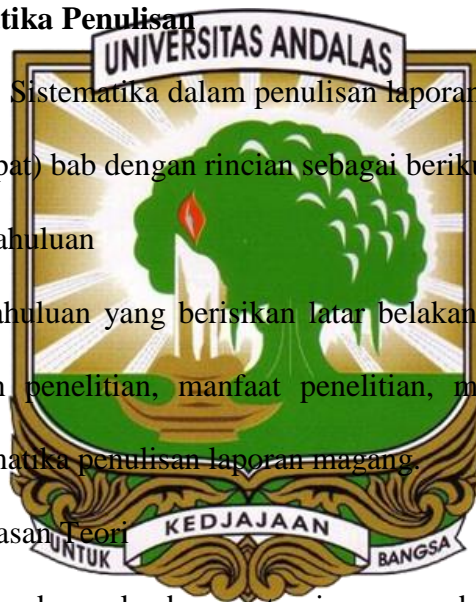 tika Penulisan
UNIVERSITAS ANDALAS
Sistematika dalam penulisan laporan
pat) bab dengan rincian sebagai beriku
ahuluan
ahuluan yang berisikan latar belakan
penelitian, manfaat penelitian, m
matika penulisan laporan magang.
asan Teori
UNTUK KEDJAJAAN BANGSA